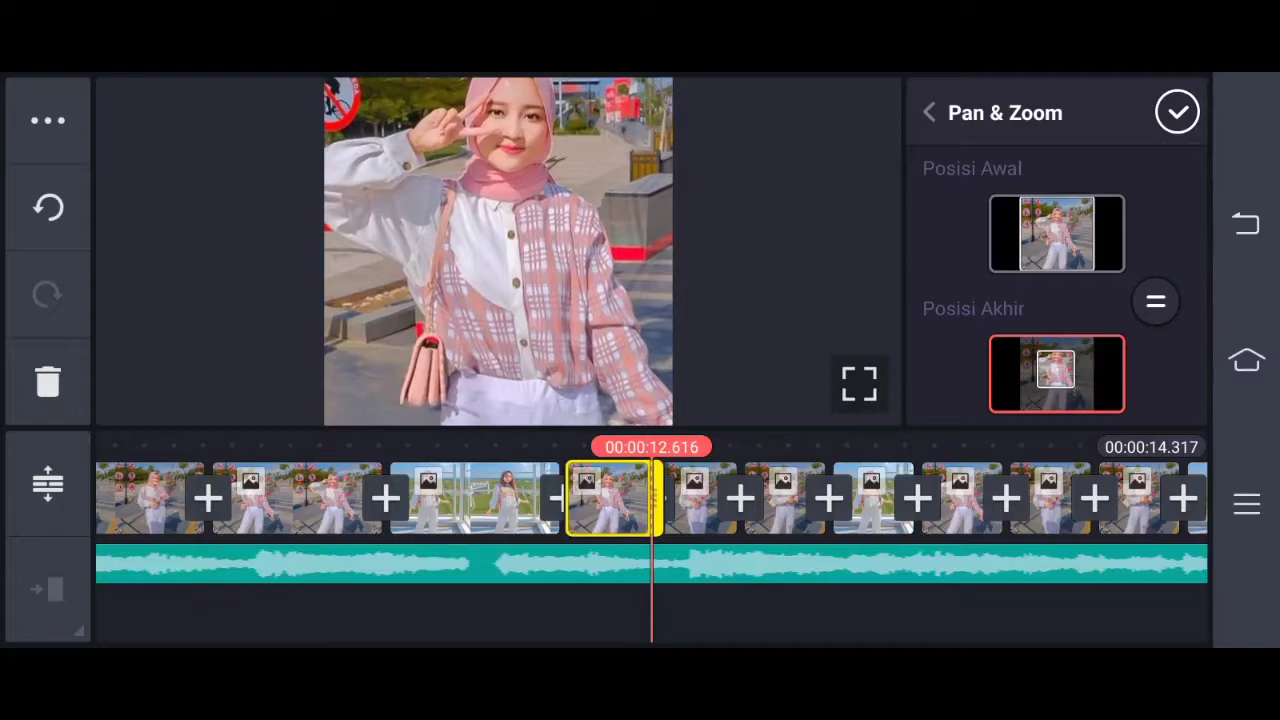 Pan & Zoom
Posisi Awal
Posisi Akhir
00:00:12.616
00:00:14.317